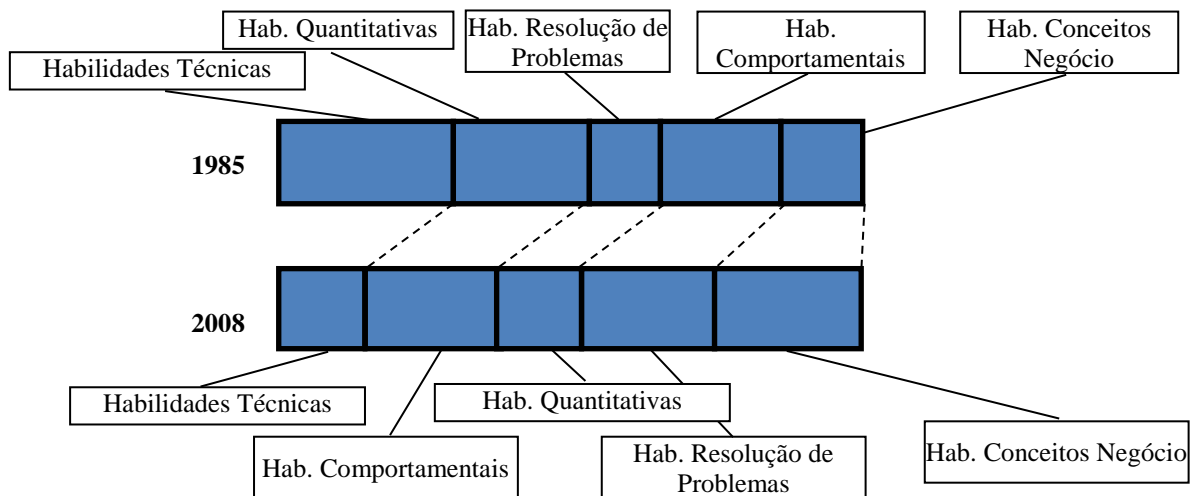 Hab. Quantitativas
Hab. Resolução de
Problemas
Hab.
Comportamentais
Hab. Conceitos
Negócio
Habilidades Técnicas
1985
2008
Habilidades Técnicas
Hab. Quantitativas
Hab. Comportamentais
Hab. Resolução de
Problemas
Hab. Conceitos Negócio